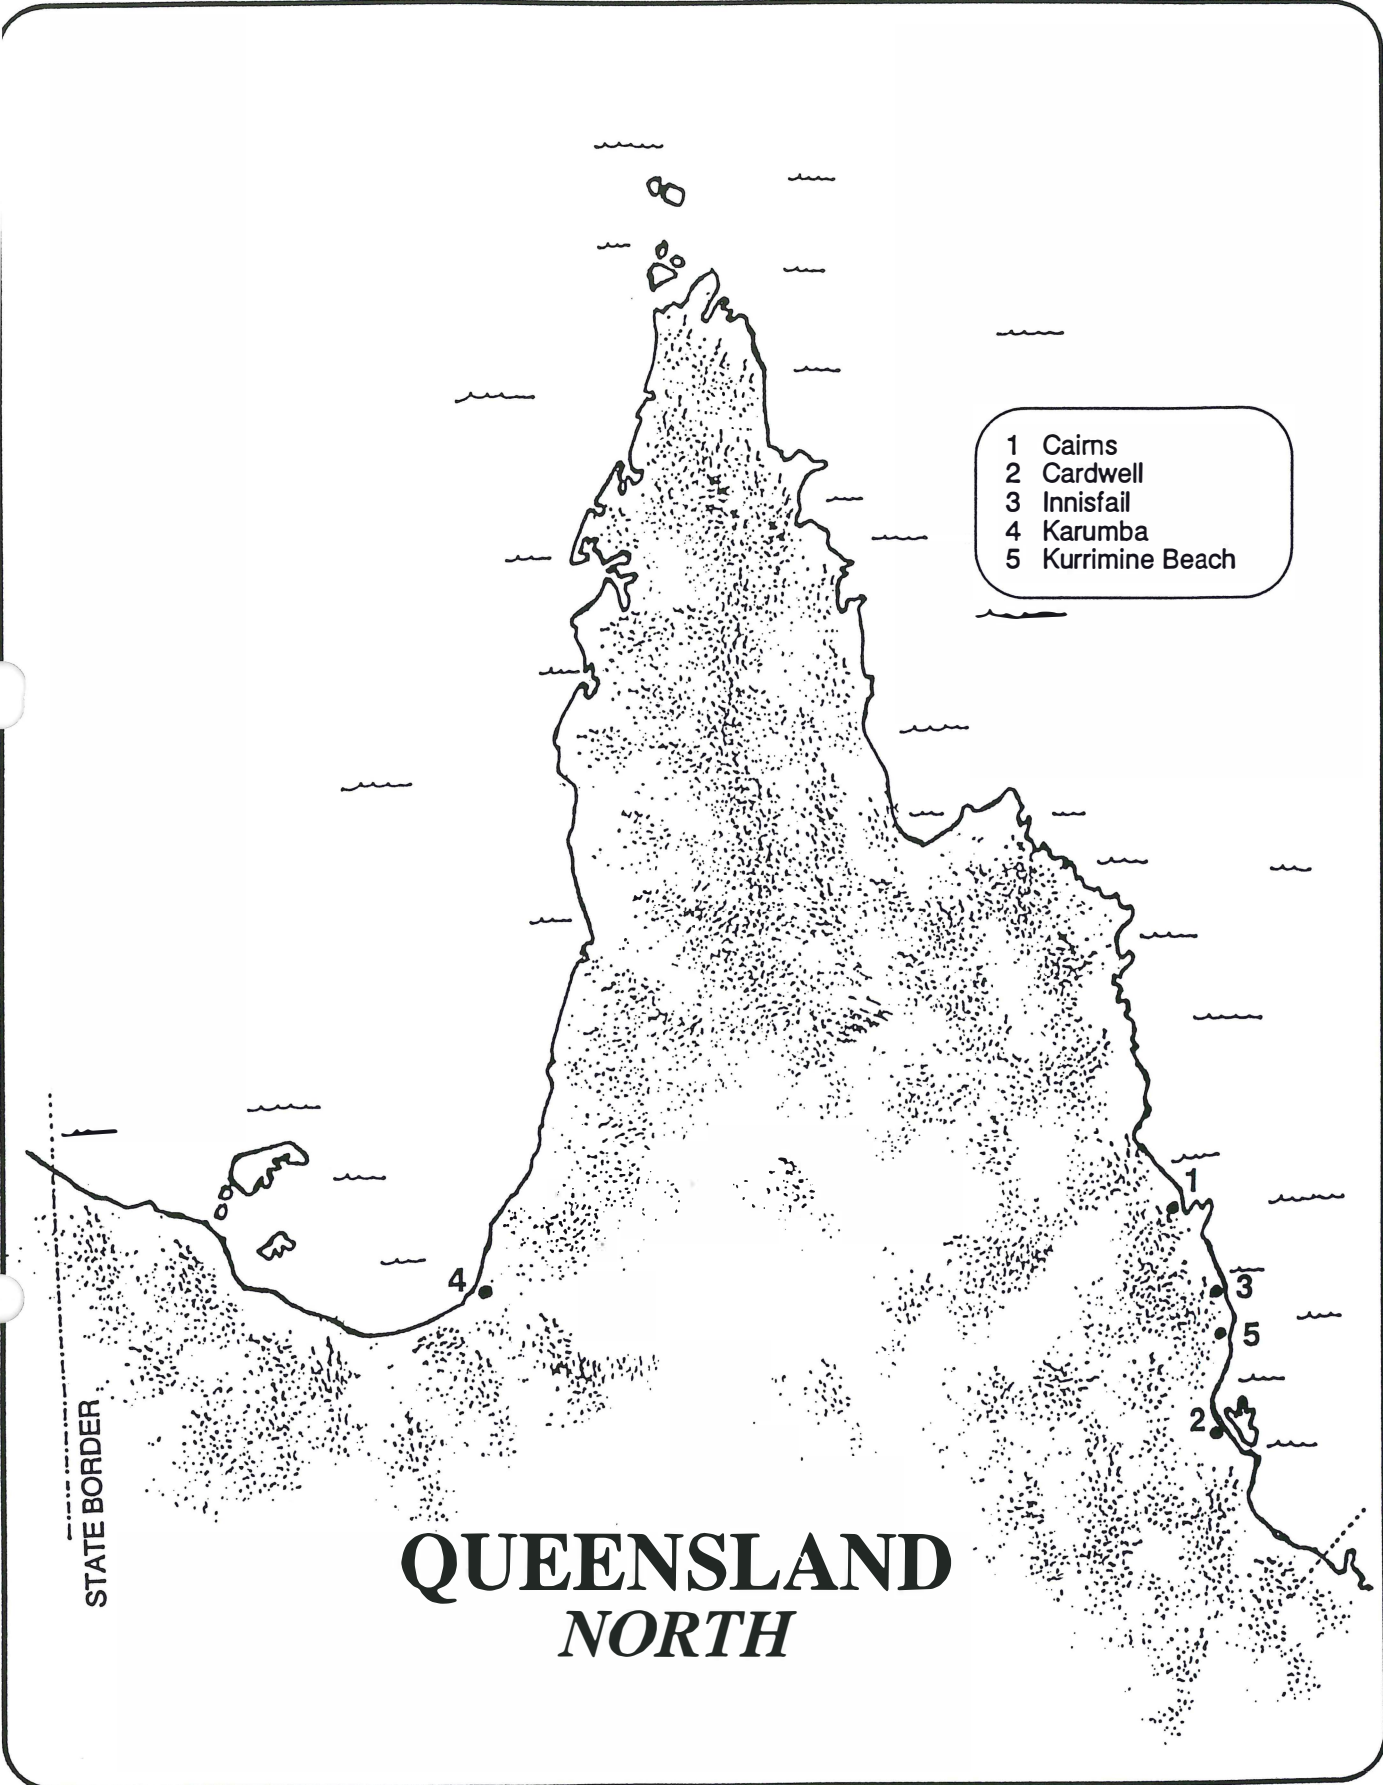 1 Cairns
2 Cardwell
3 Innisfail
4 Karumba
5 Kurrimine Beach
1
4
3
5
2
STATE BORDER
QUEENSLAND
NORTH